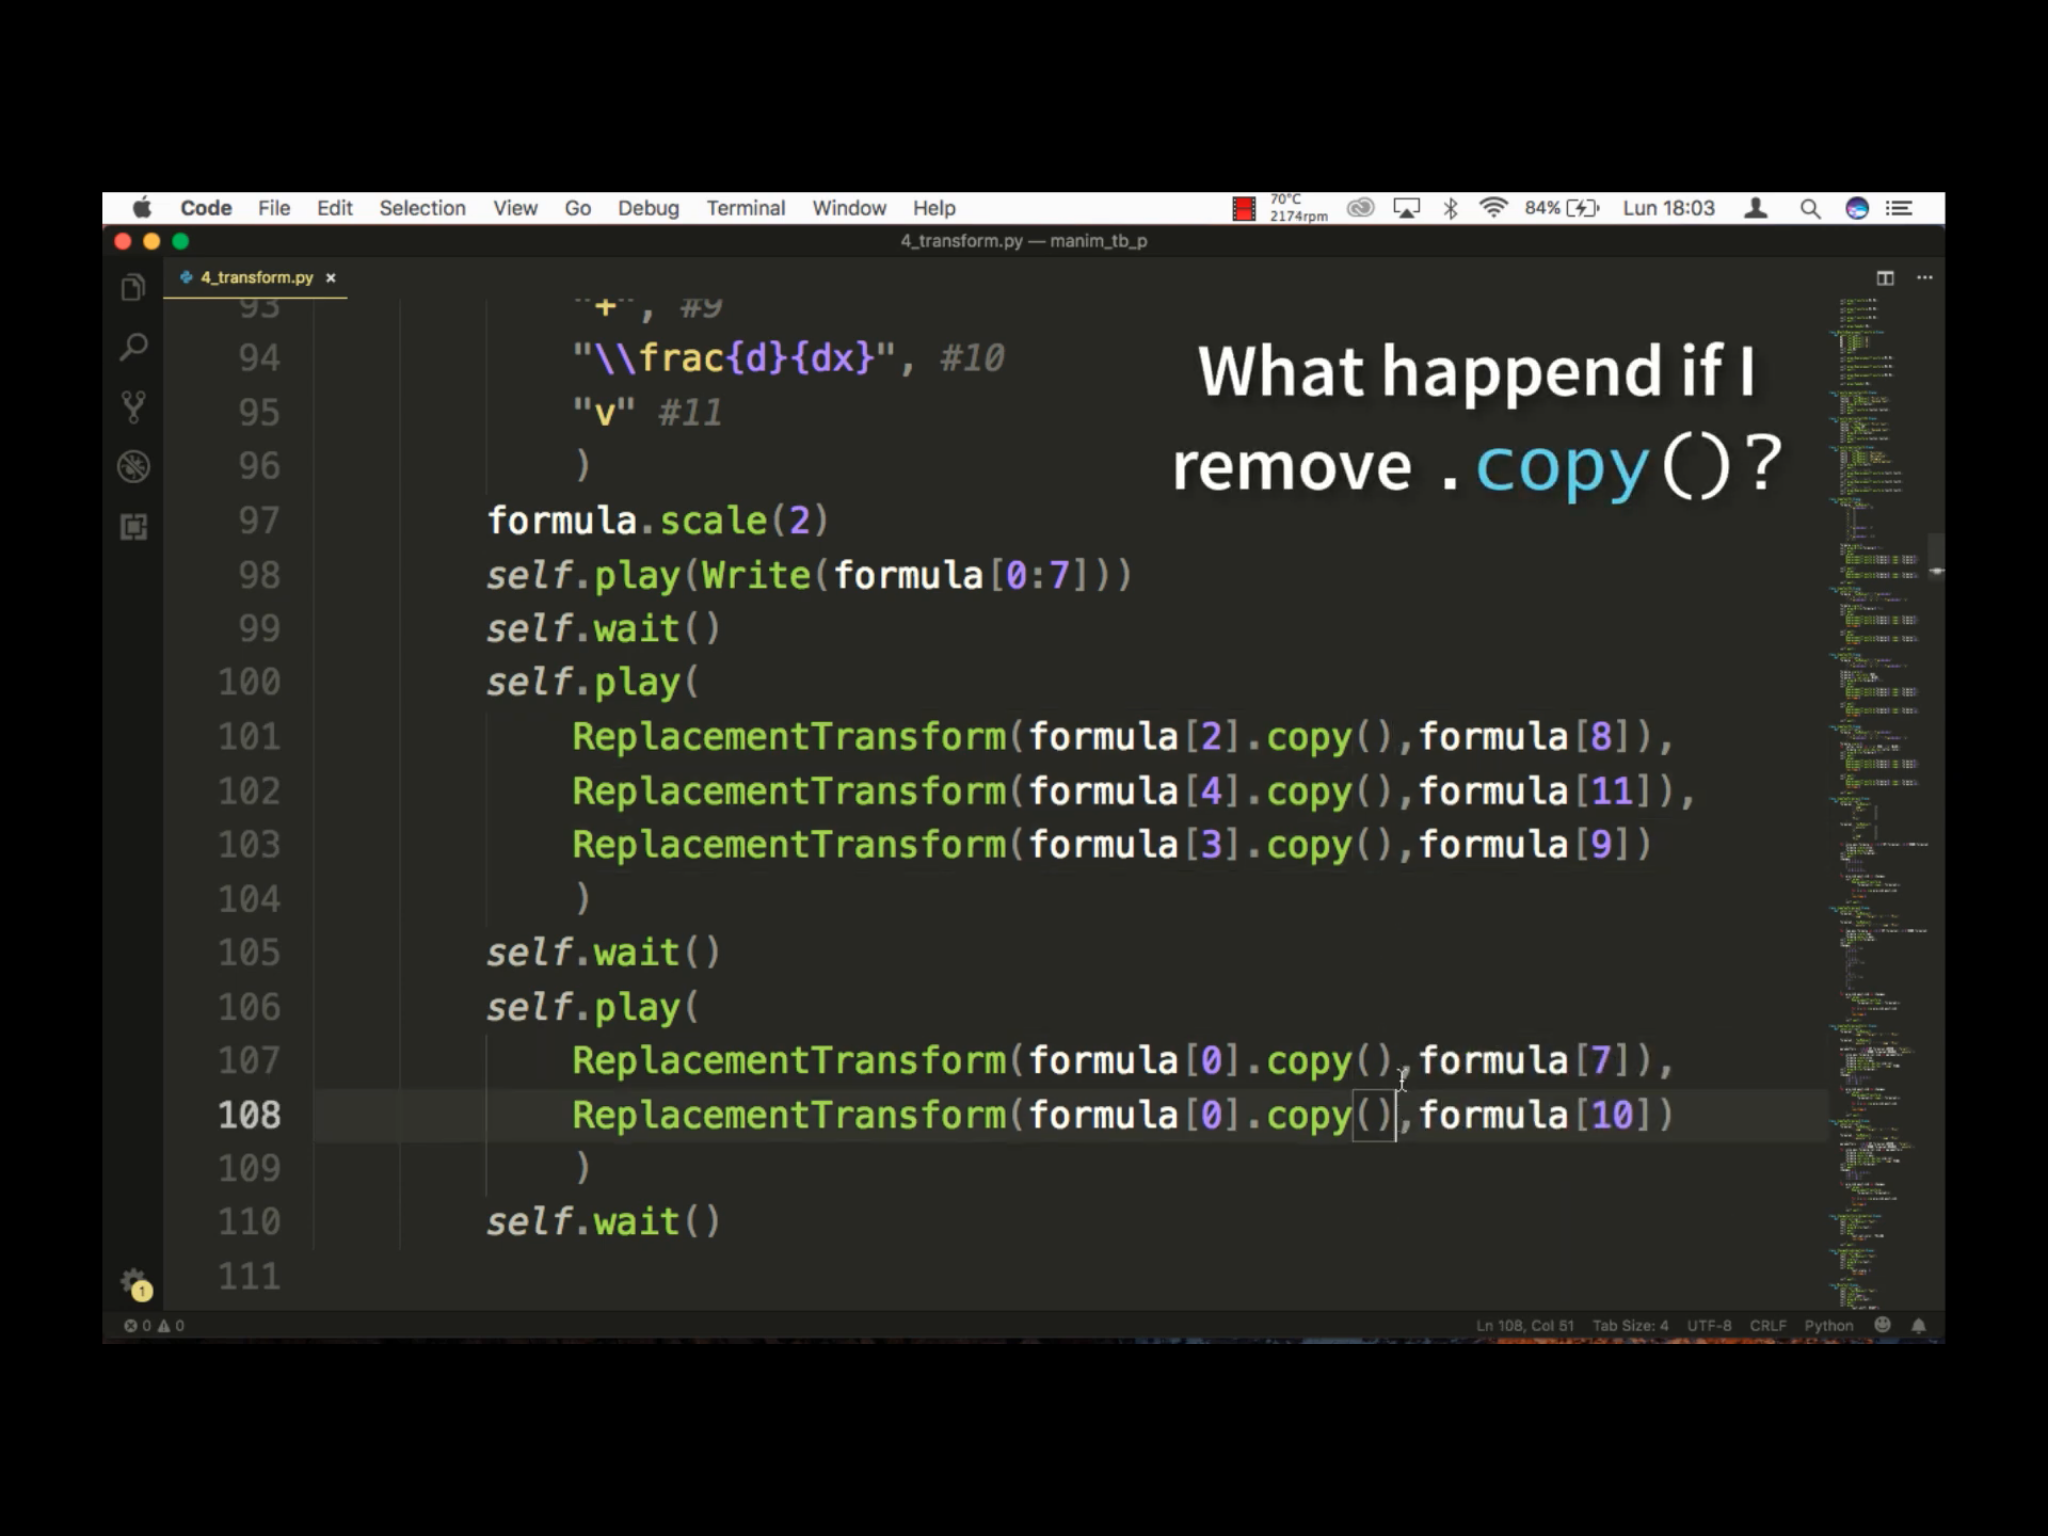 Code File Edit Selection View Go Debug Terminal Window Help 70°C 2174rpm 84% Lun 18:03
4_transform.py — manim_tb_p
4_transform.py ×
93 "+", #9
94 "\\frac{d}{dx}", #10
95 "v" #11
96 )
97 formula.scale(2)
98 self.play(Write(formula[0:7]))
99 self.wait()
100 self.play(
101 ReplacementTransform(formula[2].copy(),formula[8]),
102 ReplacementTransform(formula[4].copy(),formula[11]),
103 ReplacementTransform(formula[3].copy(),formula[9])
104 )
105 self.wait()
106 self.play(
107 ReplacementTransform(formula[0].copy(),formula[7]),
108 ReplacementTransform(formula[0].copy(),formula[10])
109 )
110 self.wait()
111
What happend if I
remove .copy()?
1
0 0 Ln 108, Col 51 Tab Size: 4 UTF-8 CRLF Python